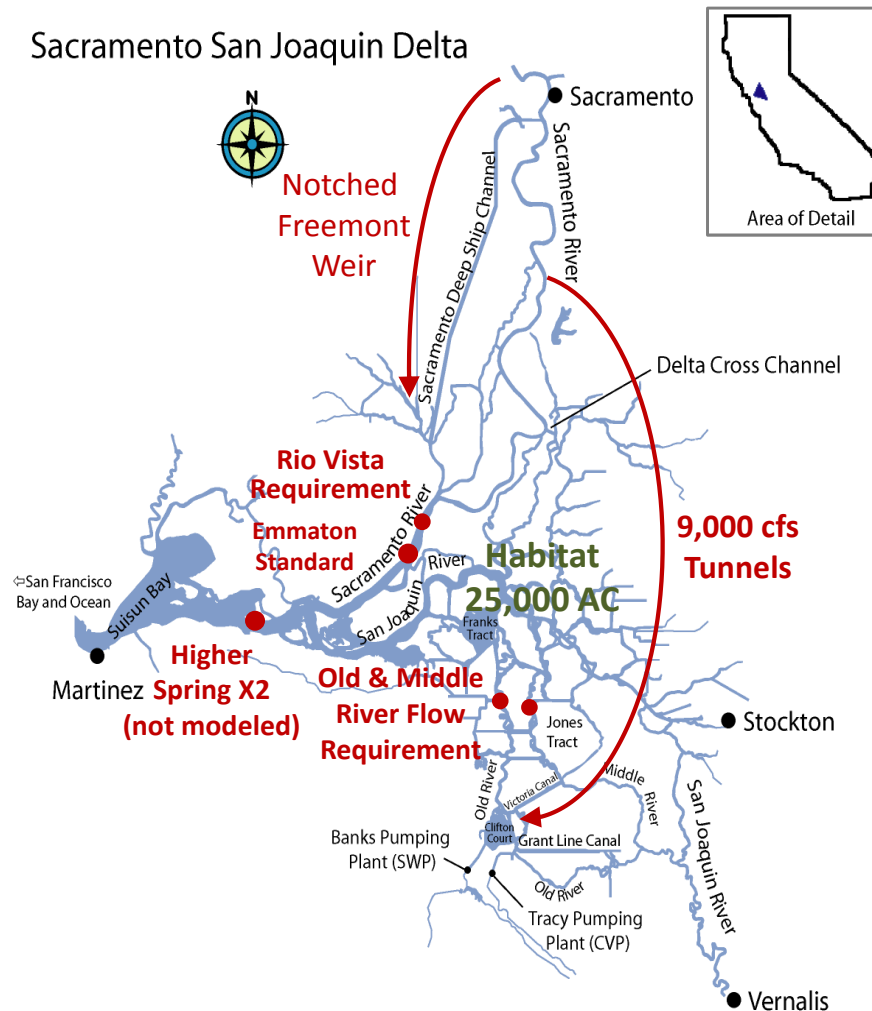 Sacramento San Joaquin Delta
N
Sacramento
Area of Detail
Notched
Freemont
Weir
Sacramento Deep Ship Channel
Sacramento River
Delta Cross Channel
Rio Vista
Requirement
Emmaton
Standard
Sacramento River
San Joaquin River
Habitat
25,000 AC
9,000 cfs
Tunnels
⇦San Francisco
Bay and Ocean
Suisun Bay
Franks
Tract
Martinez
Higher
Spring X2
(not modeled)
Old & Middle
River Flow
Requirement
Jones
Tract
Stockton
Old River
Victoria Canal
Middle River
San Joaquin River
Clifton
Court
Grant Line Canal
Banks Pumping
Plant (SWP)
Old River
Tracy Pumping
Plant (CVP)
Vernalis